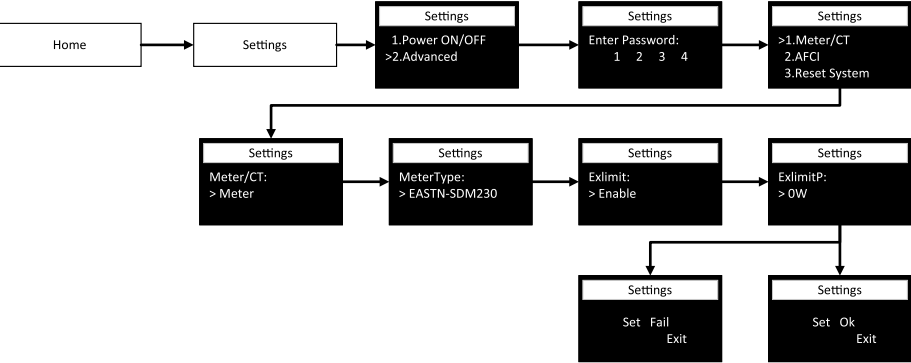 Home
Settings
Settings
1.Power ON/OFF
>2.Advanced
Settings
Enter Password:
1 2 3 4
Settings
>1.Meter/CT
2.AFCI
3.Reset System
Settings
Meter/CT:
> Meter
Settings
MeterType:
> EASTN-SDM230
Settings
Exlimit:
> Enable
Settings
ExlimitP:
> 0W
Settings
Set Fail
Exit
Settings
Set Ok
Exit